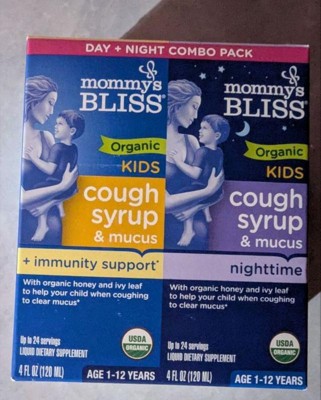 DAY + NIGHT COMBO PACK
mommy's
BLISS®
Organic
KIDS
cough
syrup
& mucus
+ immunity support*
With organic honey and ivy leaf
to help your child when coughing
to clear mucus*
Up to 24 servings
LIQUID DIETARY SUPPLEMENT
USDA
ORGANIC
4 FL OZ (120 ML)
AGE 1-12 YEARS
mommy's
BLISS®
Organic
KIDS
cough
syrup
& mucus
nighttime
With organic honey and ivy leaf
to help your child when coughing
to clear mucus*
Up to 24 servings
LIQUID DIETARY SUPPLEMENT
USDA
ORGANIC
4 FL OZ (120 ML)
AGE 1-12 YEARS